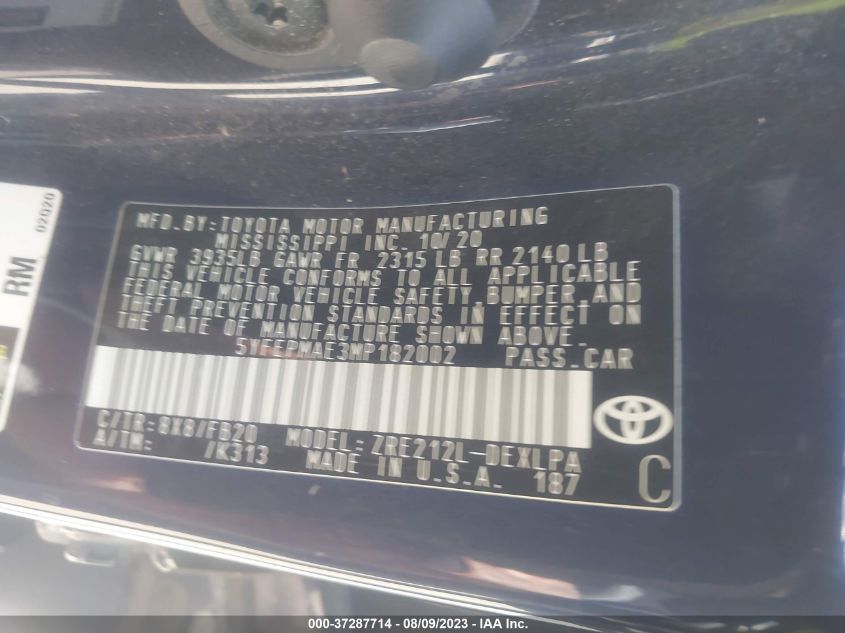 RM
02020
MFD.BY:TOYOTA MOTOR MANUFACTURING
MISSISSIPPI INC. 10/20
GVWR 3935LB GAWR FR 2315 LB RR 2140 LB
THIS VEHICLE CONFORMS TO ALL APPLICABLE
FEDERAL MOTOR VEHICLE SAFETY,BUMPER,AND
THEFT PREVENTION STANDARDS IN EFFECT ON
THE DATE OF MANUFACTURE SHOWN ABOVE.
5YFEPMAE3MP182002 PASS.CAR
C/TR: 8X8/FB20 MODEL: ZRE212L-DEXLPA
A/TM: /K313 MADE IN U.S.A. 187
C
000-37287714 - 08/09/2023 - IAA Inc.